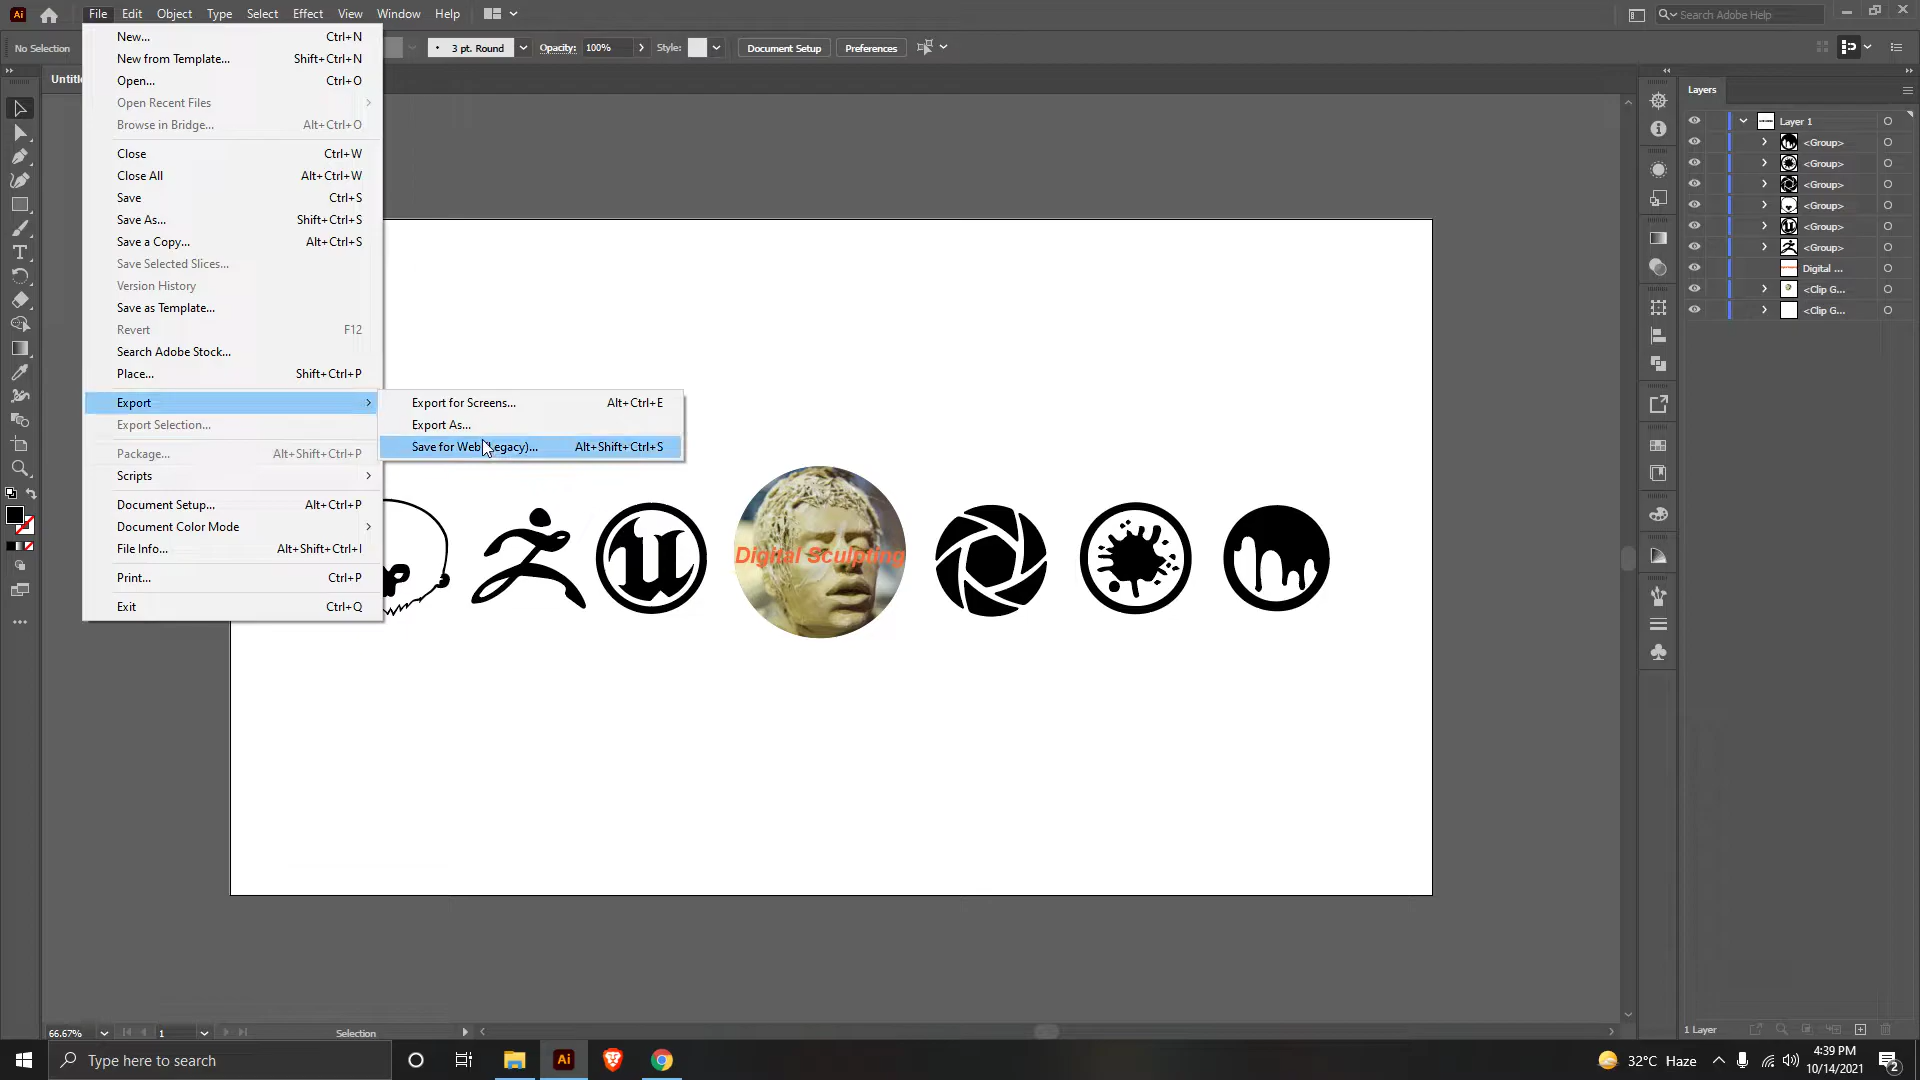 Ai File Edit Object Type Select Effect View Window Help
Search Adobe Help
No Selection
3 pt. Round Opacity: 100% Style: Document Setup Preferences
New... Ctrl+N
New from Template... Shift+Ctrl+N
Open... Ctrl+O
Open Recent Files
Browse in Bridge... Alt+Ctrl+O
Close Ctrl+W
Close All Alt+Ctrl+W
Save Ctrl+S
Save As... Shift+Ctrl+S
Save a Copy... Alt+Ctrl+S
Save Selected Slices...
Version History
Save as Template...
Revert F12
Search Adobe Stock...
Place... Shift+Ctrl+P
Export
Export Selection...
Package... Alt+Shift+Ctrl+P
Scripts
Document Setup... Alt+Ctrl+P
Document Color Mode
File Info... Alt+Shift+Ctrl+I
Print... Ctrl+P
Exit Ctrl+Q
Export for Screens... Alt+Ctrl+E
Export As...
Save for Web (Legacy)... Alt+Shift+Ctrl+S
Digital Sculpting
Layers
Layer 1
<Group>
<Group>
<Group>
<Group>
<Group>
<Group>
Digital ...
<Clip G...
<Clip G...
1 Layer
66.67% 1 Selection
Type here to search
Ai
32°C Haze
4:39 PM
10/14/2021
2